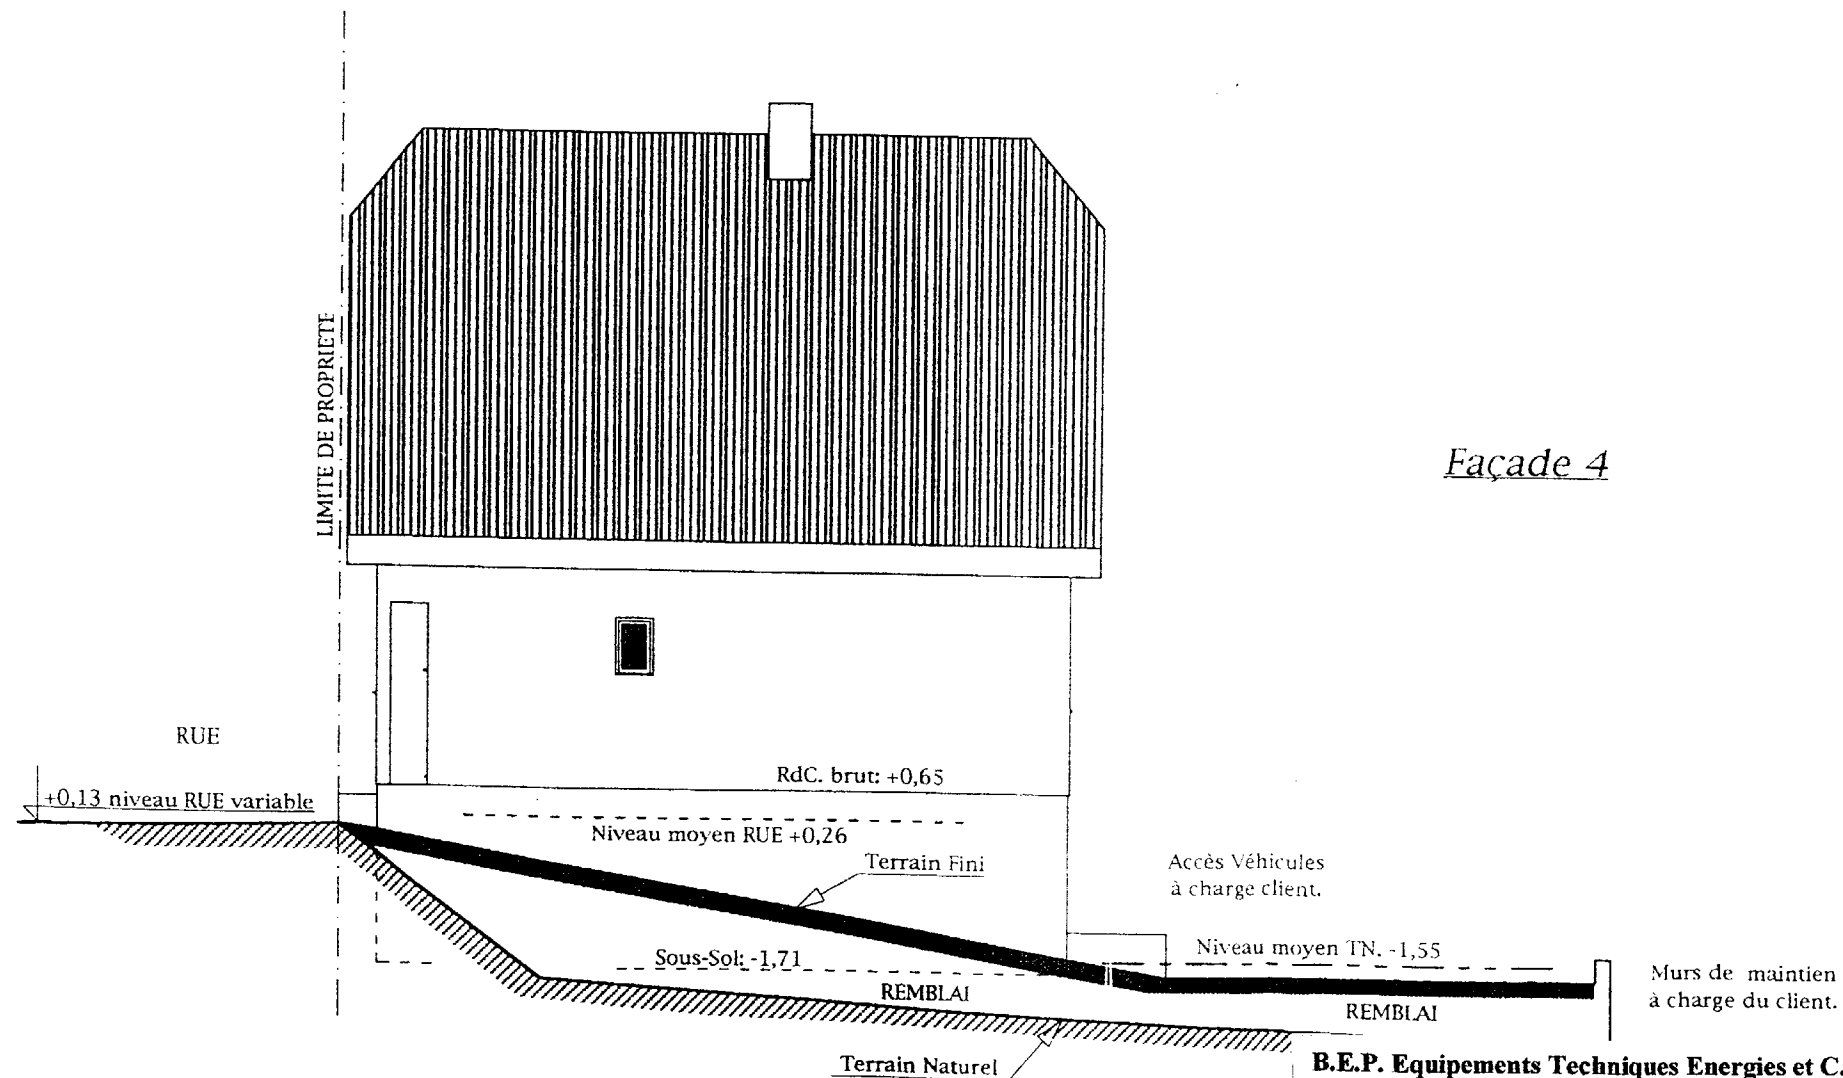 LIMITE DE PROPRIETE
Façade 4
RUE
RdC. brut: +0,65
+0,13 niveau RUE variable
Niveau moyen RUE +0,26
Terrain Fini
Accès Véhicules
à charge client.
Sous-Sol: -1,71
Niveau moyen TN. -1,55
REMBLAI
REMBLAI
Murs de maintien
à charge du client.
Terrain Naturel
B.E.P. Equipements Techniques Energies et C.